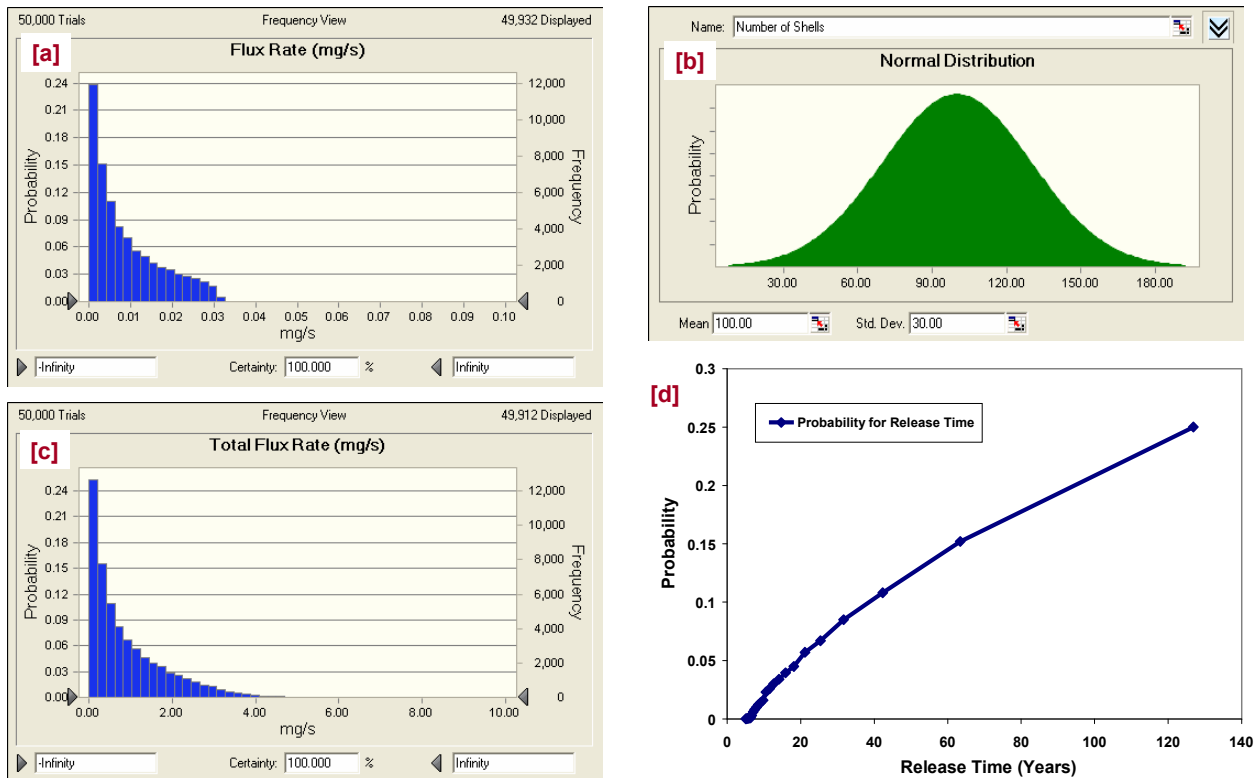 50,000 Trials Frequency View 49,932 Displayed
[a] Flux Rate (mg/s)
0.24 12,000
0.21
0.18 10,000
0.15 8,000
0.12 6,000
0.09 4,000
0.06
0.03 2,000
0.00 0
Probability
Frequency
0.00 0.01 0.02 0.03 0.04 0.05 0.06 0.07 0.08 0.09 0.10
mg/s
-Infinity Certainty: 100.000 % Infinity
Name: Number of Shells
[b] Normal Distribution
Probability
30.00 60.00 90.00 120.00 150.00 180.00
Mean 100.00 Std. Dev. 30.00
50,000 Trials Frequency View 49,912 Displayed
[c] Total Flux Rate (mg/s)
0.24 12,000
0.21
0.18 10,000
0.15 8,000
0.12 6,000
0.09 4,000
0.06
0.03 2,000
0.00 0
Probability
Frequency
0.00 2.00 4.00 6.00 8.00 10.00
mg/s
-Infinity Certainty: 100.000 % Infinity
[d]
0.3
0.25
0.2
0.15
0.1
0.05
0
Probability
Probability for Release Time
0 20 40 60 80 100 120 140
Release Time (Years)